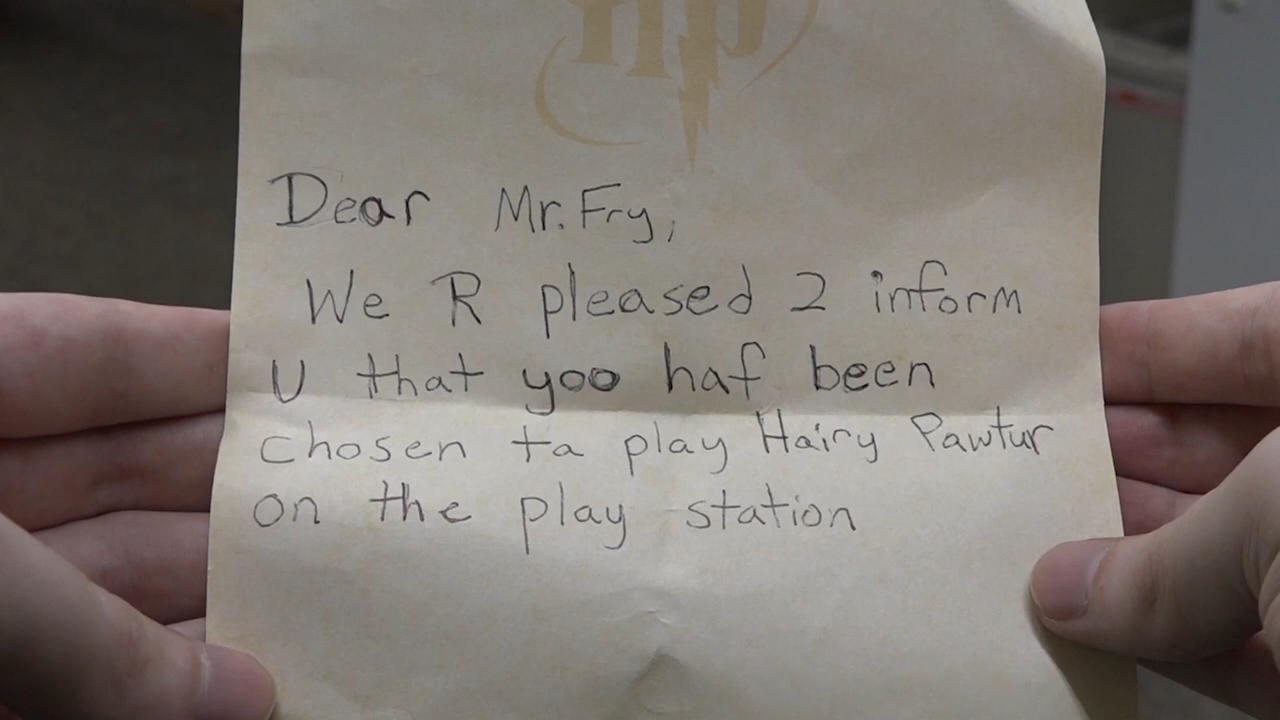 HP
Dear Mr. Fry,
We R pleased 2 inform
U that yoo haf been
chosen ta play Hairy Pawtur
on the play station